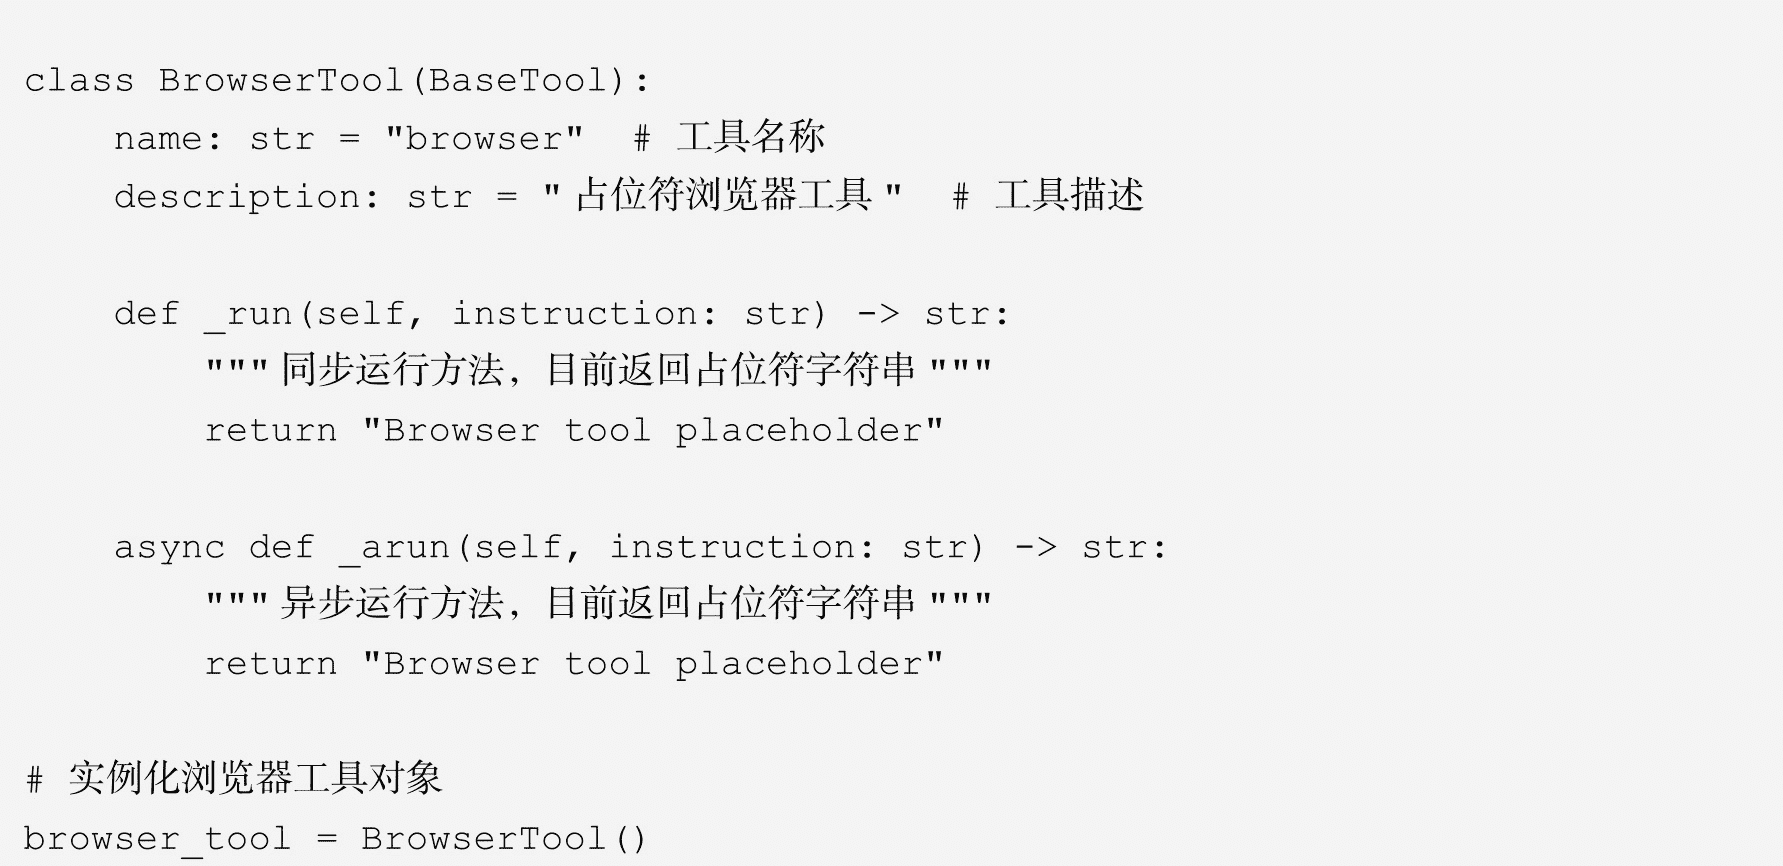 class BrowserTool(BaseTool):
    name: str = "browser"  # 工具名称
    description: str = "占位符浏览器工具"  # 工具描述

    def _run(self, instruction: str) -> str:
        """同步运行方法，目前返回占位符字符串"""
        return "Browser tool placeholder"

    async def _arun(self, instruction: str) -> str:
        """异步运行方法，目前返回占位符字符串"""
        return "Browser tool placeholder"

# 实例化浏览器工具对象
browser_tool = BrowserTool()